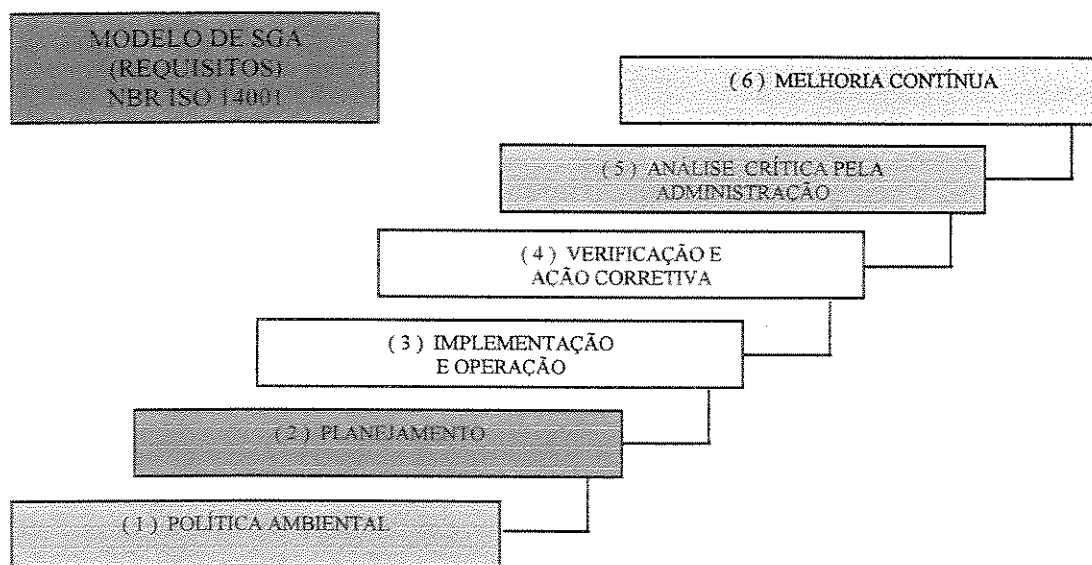 MODELO DE SGA
(REQUISITOS)
NBR ISO 14001
( 6 ) MELHORIA CONTÍNUA
( 5 ) ANÁLISE CRÍTICA PELA
ADMINISTRAÇÃO
( 4 ) VERIFICAÇÃO E
AÇÃO CORRETIVA
( 3 ) IMPLEMENTAÇÃO
E OPERAÇÃO
( 2 ) PLANEJAMENTO
( 1 ) POLÍTICA AMBIENTAL